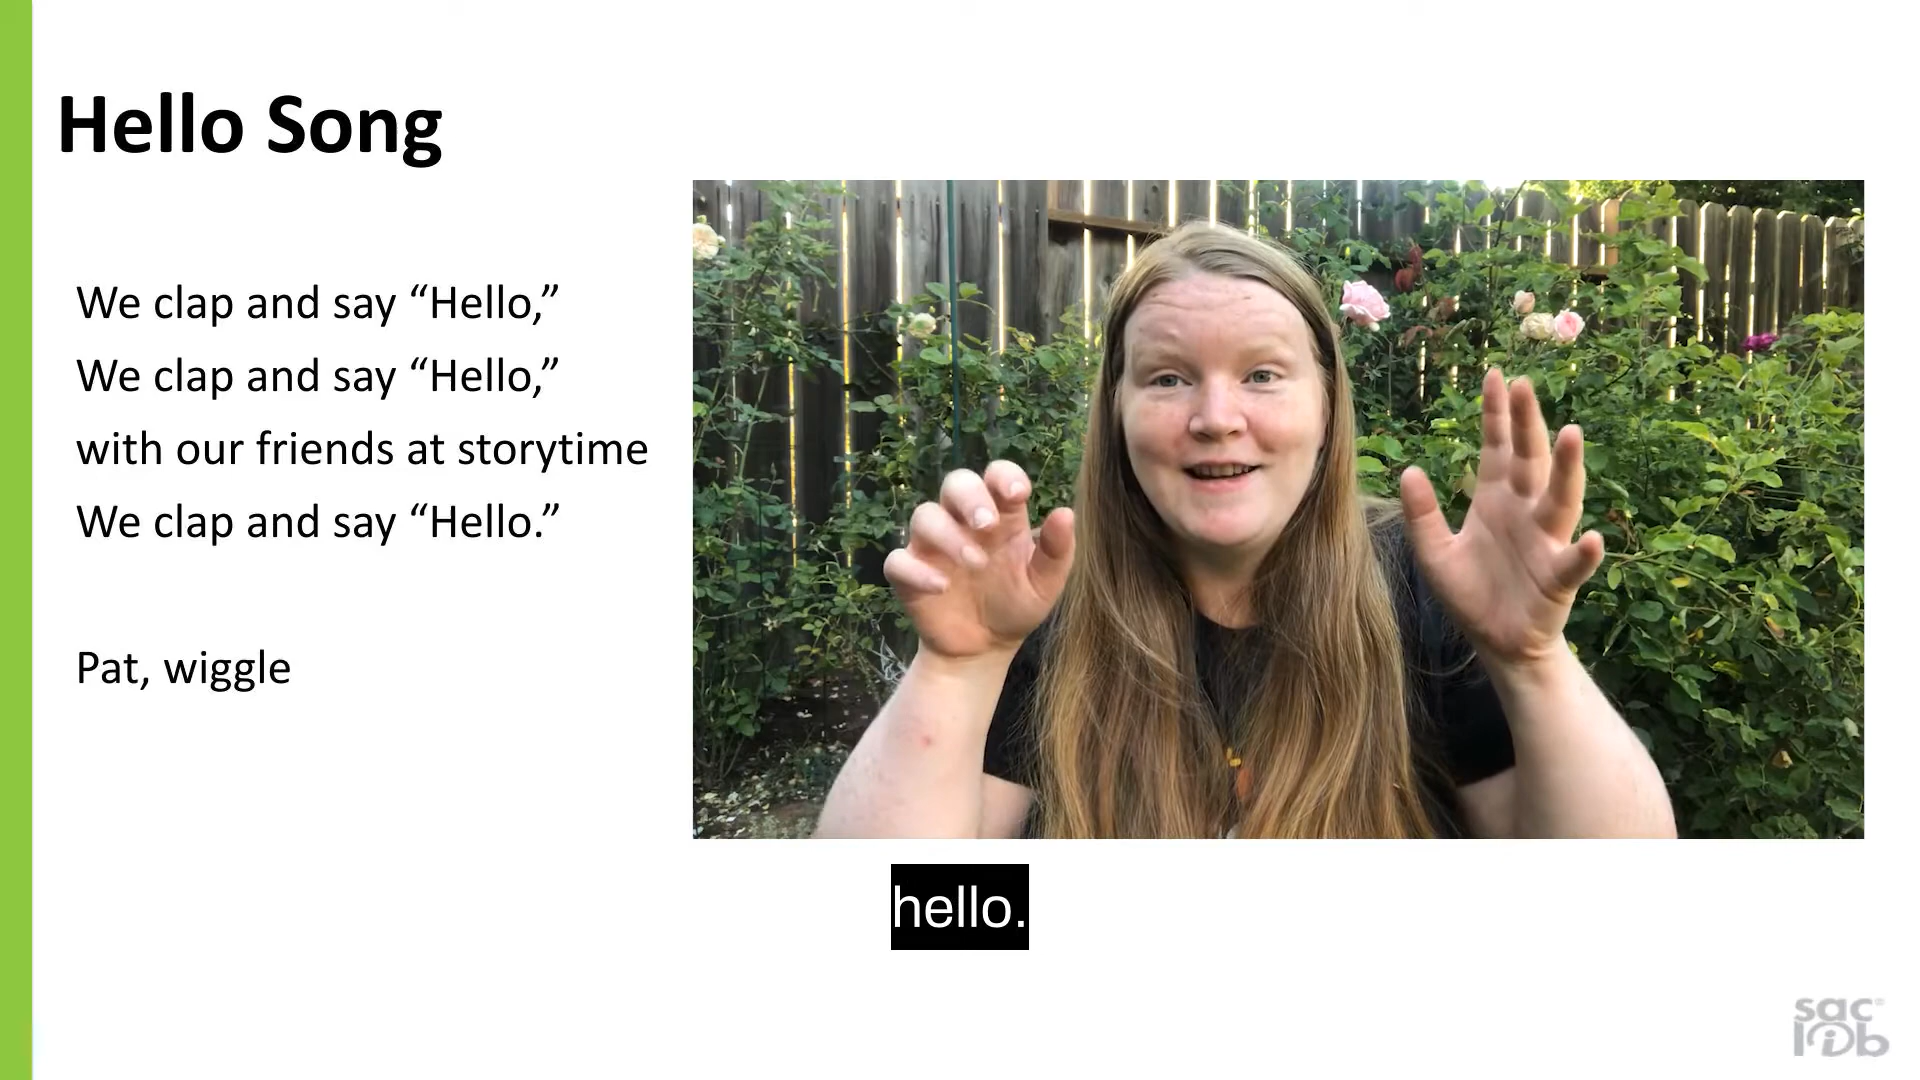 Hello Song
We clap and say “Hello,”
We clap and say “Hello,”
with our friends at storytime
We clap and say “Hello.”
Pat, wiggle
hello.
sac
lib